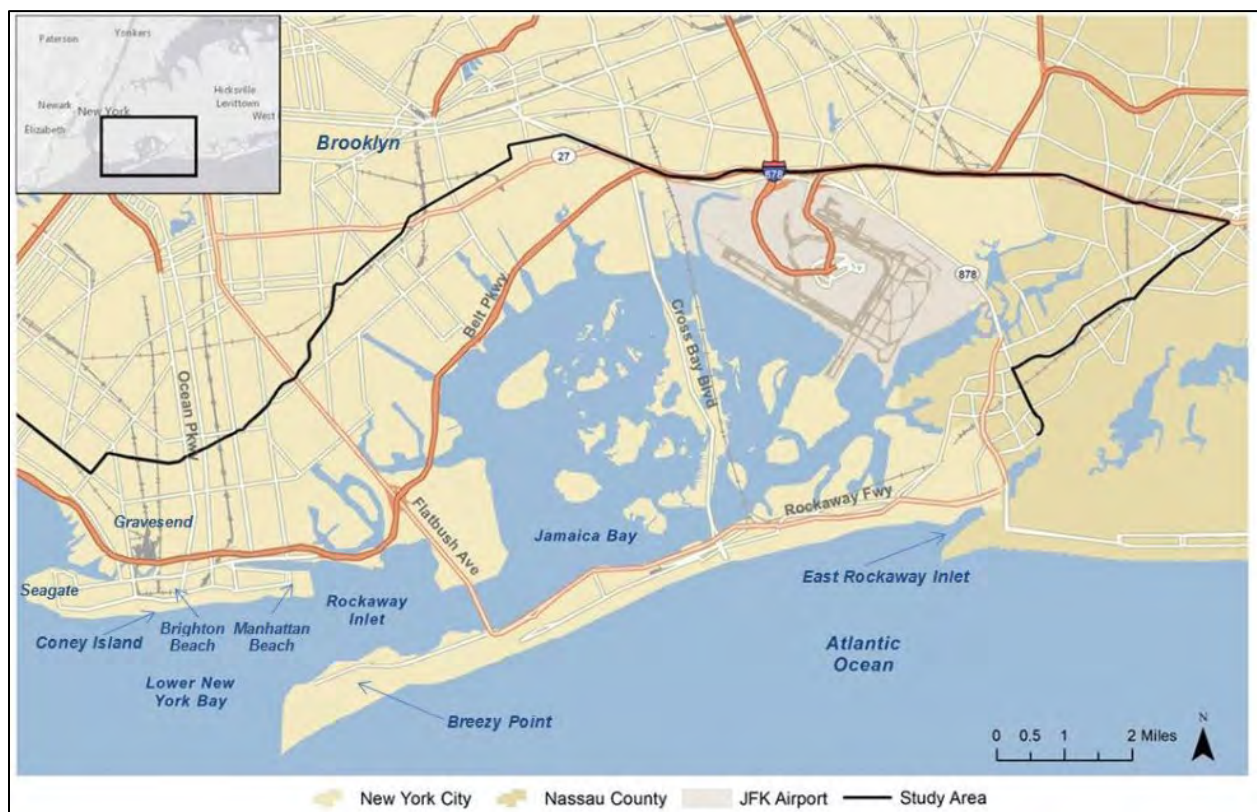 Paterson
Yonkers
Hicksville
Levittown
Newark
New York
West
Elizabeth
Brooklyn
27
678
878
Belt Pkwy
Cross Bay Blvd
Ocean Pkwy
Flatbush Ave
Rockaway Fwy
Gravesend
Jamaica Bay
Seagate
East Rockaway Inlet
Rockaway
Inlet
Coney Island
Brighton
Beach
Manhattan
Beach
Atlantic
Ocean
Lower New
York Bay
Breezy Point
N
0 0.5 1 2 Miles
New York City
Nassau County
JFK Airport
Study Area